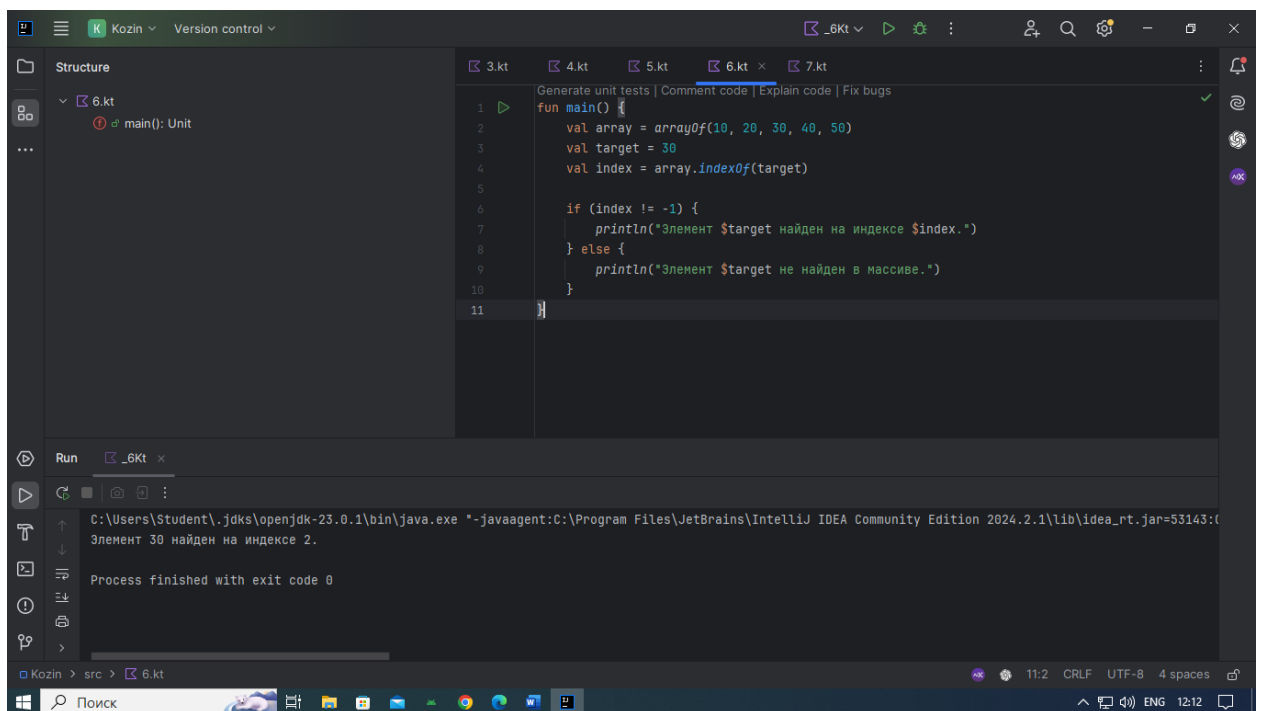 K Kozin Version control _6Kt
Structure
6.kt
main(): Unit
3.kt 4.kt 5.kt 6.kt 7.kt
Generate unit tests | Comment code | Explain code | Fix bugs
1 fun main() {
2 val array = arrayOf(10, 20, 30, 40, 50)
3 val target = 30
4 val index = array.indexOf(target)
5
6 if (index != -1) {
7 println("Элемент $target найден на индексе $index.")
8 } else {
9 println("Элемент $target не найден в массиве.")
10 }
11 }
Run _6Kt
C:\Users\Student\.jdks\openjdk-23.0.1\bin\java.exe "-javaagent:C:\Program Files\JetBrains\IntelliJ IDEA Community Edition 2024.2.1\lib\idea_rt.jar=53143:
Элемент 30 найден на индексе 2.
Process finished with exit code 0
Kozin > src > 6.kt 11:2 CRLF UTF-8 4 spaces
Поиск ENG 12:12